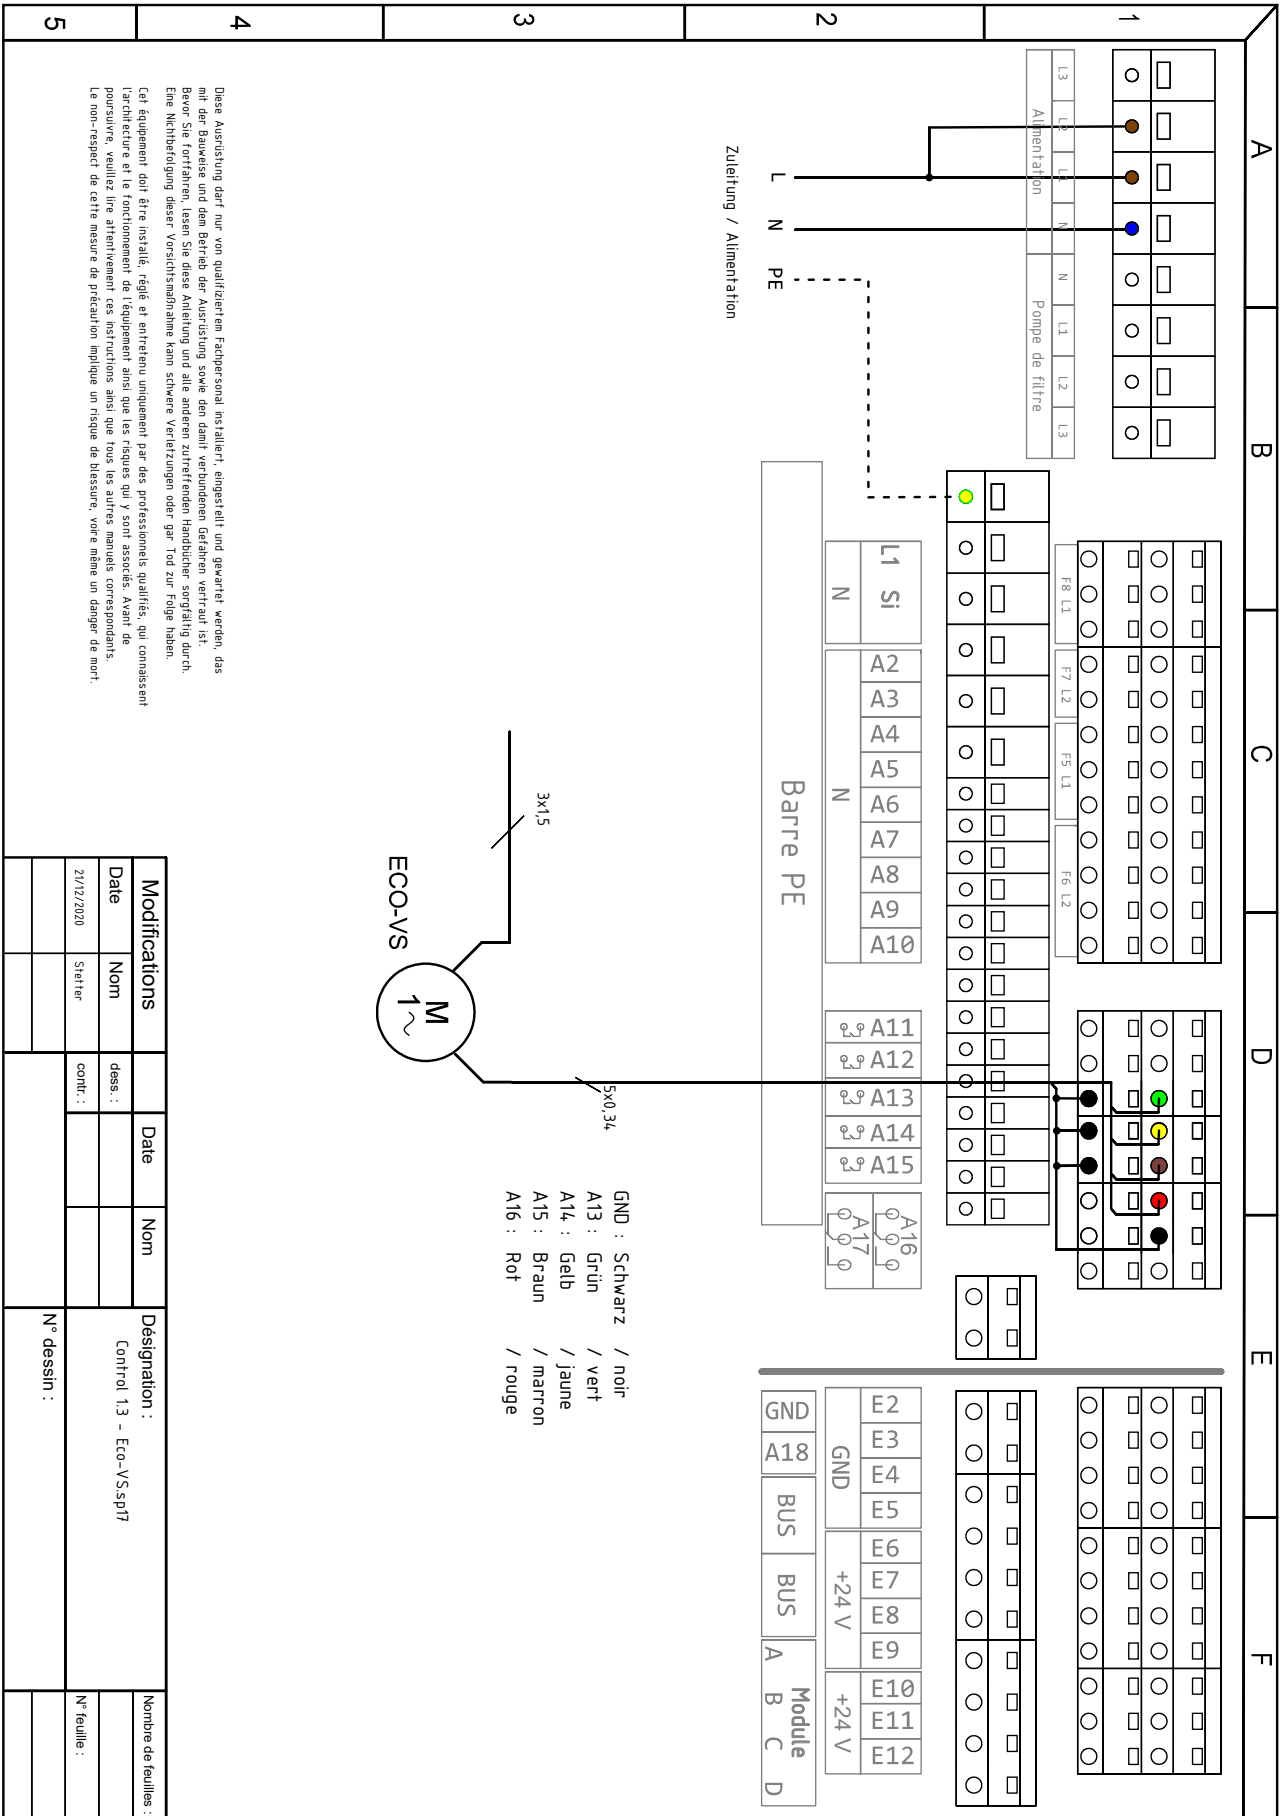 A
B
C
D
E
F
1
2
3
4
5
L3
L2
L1
N
N
L1
L2
L3
Alimentation
Pompe de filtre
L
N
PE
Zuleitung / Alimentation
F8 L1
F7 L2
F5 L1
F6 L2
L1 Si
N
A2
A3
A4
A5
A6
A7
A8
A9
A10
N
Barre PE
A11
A12
A13
A14
A15
A16
A17
E2
E3
E4
E5
GND
E6
E7
E8
E9
+24 V
E10
E11
E12
+24 V
GND
A18
BUS
BUS
Module
A B C D
3x1,5
5x0,34
ECO-VS
M
1~
GND : Schwarz / noir
A13 : Grün / vert
A14 : Gelb / jaune
A15 : Braun / marron
A16 : Rot / rouge
Diese Ausrüstung darf nur von qualifiziertem Fachpersonal installiert, eingestellt und gewartet werden, das
mit der Bauweise und dem Betrieb der Ausrüstung sowie den damit verbundenen Gefahren vertraut ist.
Bevor Sie fortfahren, lesen Sie diese Anleitung und alle anderen zutreffenden Handbücher sorgfältig durch.
Eine Nichtbefolgung dieser Vorsichtsmaßnahme kann schwere Verletzungen oder gar Tod zur Folge haben.
Cet équipement doit être installé, réglé et entretenu uniquement par des professionnels qualifiés, qui connaissent
l'architecture et le fonctionnement de l'équipement ainsi que les risques qui y sont associés. Avant de
poursuivre, veuillez lire attentivement ces instructions ainsi que tous les autres manuels correspondants.
Le non-respect de cette mesure de précaution implique un risque de blessure, voire même un danger de mort.
Modifications
Date
Nom
21/12/2020
Stetter
Date
Nom
dess. :
contr. :
Désignation :
Control 1.3 - Eco-VS.sp17
N° dessin :
Nombre de feuilles :
N° feuille :